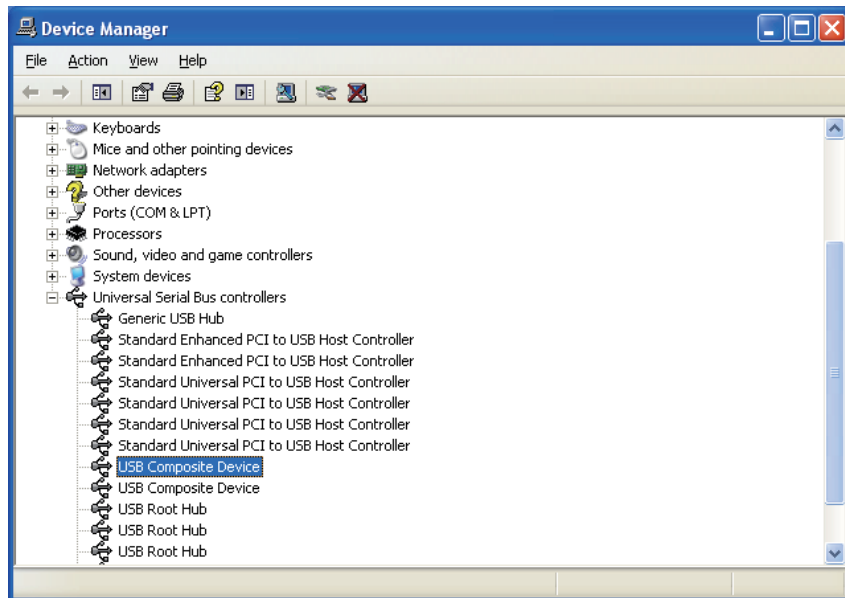 Device Manager
File Action View Help
Keyboards
Mice and other pointing devices
Network adapters
Other devices
Ports (COM & LPT)
Processors
Sound, video and game controllers
System devices
Universal Serial Bus controllers
Generic USB Hub
Standard Enhanced PCI to USB Host Controller
Standard Enhanced PCI to USB Host Controller
Standard Universal PCI to USB Host Controller
Standard Universal PCI to USB Host Controller
Standard Universal PCI to USB Host Controller
Standard Universal PCI to USB Host Controller
USB Composite Device
USB Composite Device
USB Root Hub
USB Root Hub
USB Root Hub